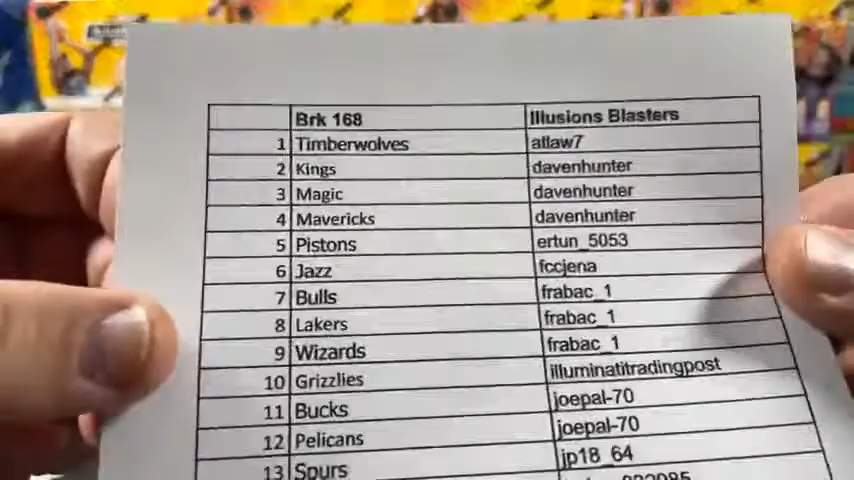 Brk 168 Illusions Blasters
1 Timberwolves atlaw7
2 Kings davenhunter
3 Magic davenhunter
4 Mavericks davenhunter
5 Pistons ertun_5053
6 Jazz fccjena
7 Bulls frabac_1
8 Lakers frabac_1
9 Wizards frabac_1
10 Grizzlies illuminatitradingpost
11 Bucks joepal-70
12 Pelicans joepal-70
13 Spurs jp18_64